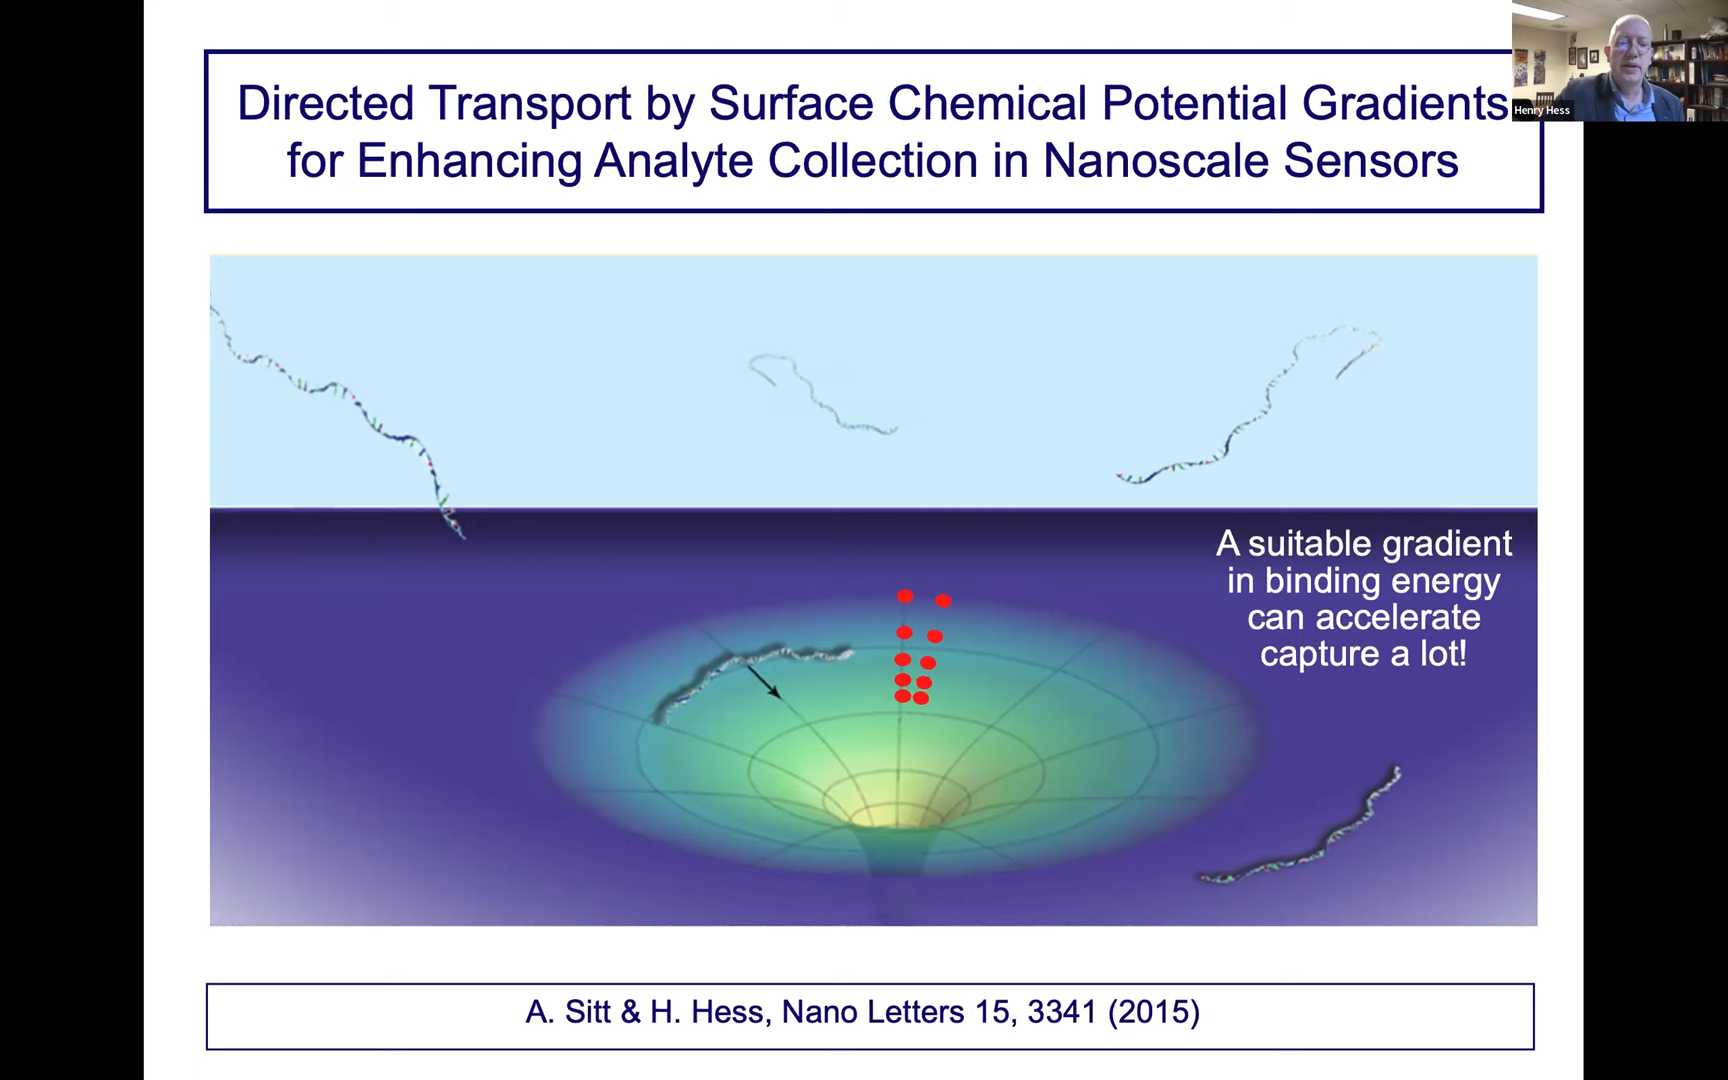 Directed Transport by Surface Chemical Potential Gradients
for Enhancing Analyte Collection in Nanoscale Sensors
Henry Hess
A suitable gradient
in binding energy
can accelerate
capture a lot!
A. Sitt & H. Hess, Nano Letters 15, 3341 (2015)